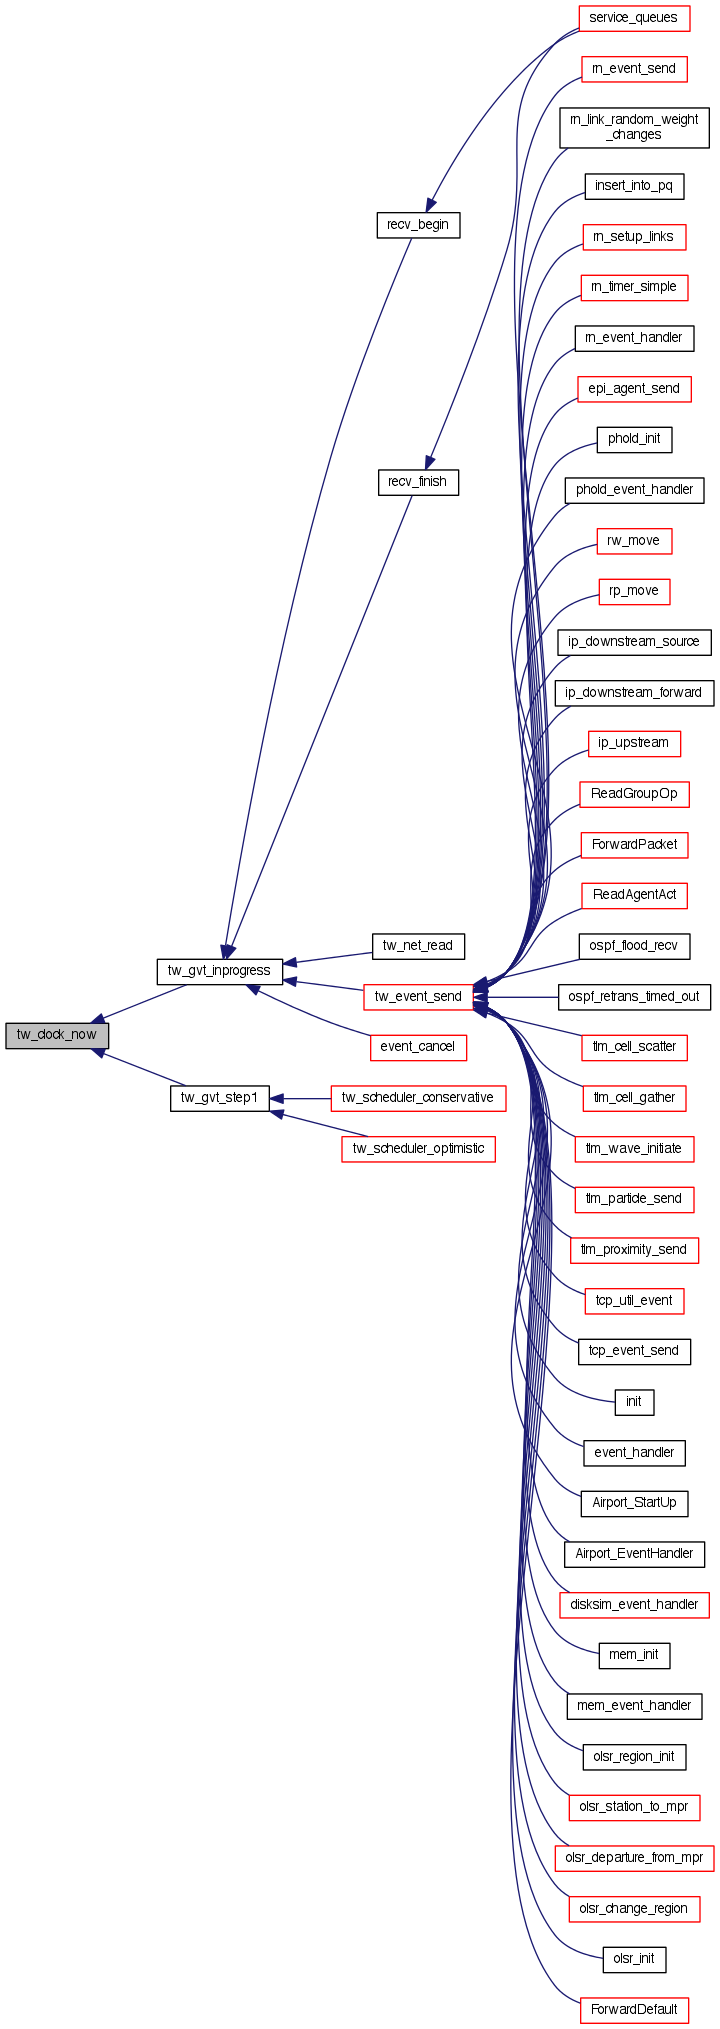 service_queues
rn_event_send
rn_link_random_weight
_changes
insert_into_pq
recv_begin
rn_setup_links
rn_timer_simple
rn_event_handler
epi_agent_send
phold_init
recv_finish
phold_event_handler
rw_move
rp_move
ip_downstream_source
ip_downstream_forward
ip_upstream
ReadGroupOp
ForwardPacket
ReadAgentAct
tw_net_read
ospf_flood_recv
tw_gvt_inprogress
tw_event_send
ospf_retrans_timed_out
tw_clock_now
event_cancel
tlm_cell_scatter
tw_gvt_step1
tw_scheduler_conservative
tlm_cell_gather
tw_scheduler_optimistic
tlm_wave_initiate
tlm_particle_send
tlm_proximity_send
tcp_util_event
tcp_event_send
init
event_handler
Airport_StartUp
Airport_EventHandler
disksim_event_handler
mem_init
mem_event_handler
olsr_region_init
olsr_station_to_mpr
olsr_departure_from_mpr
olsr_change_region
olsr_init
ForwardDefault